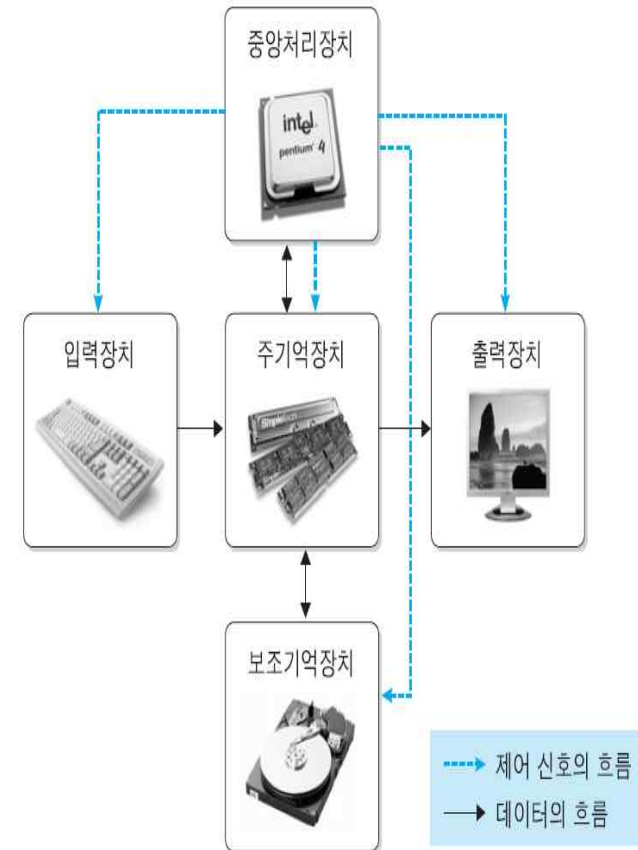 중앙처리장치
intel
pentium 4
입력장치
주기억장치
출력장치
보조기억장치
제어 신호의 흐름
데이터의 흐름